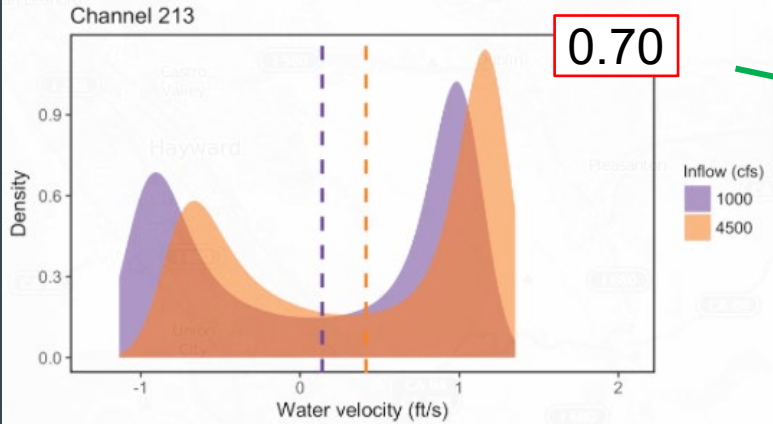 Channel 213
0.70
Castro
Valley
Hayward
Pleasanton
Union
City
Density
0.9
0.6
0.3
0.0
-1
0
1
2
Water velocity (ft/s)
Inflow (cfs)
1000
4500